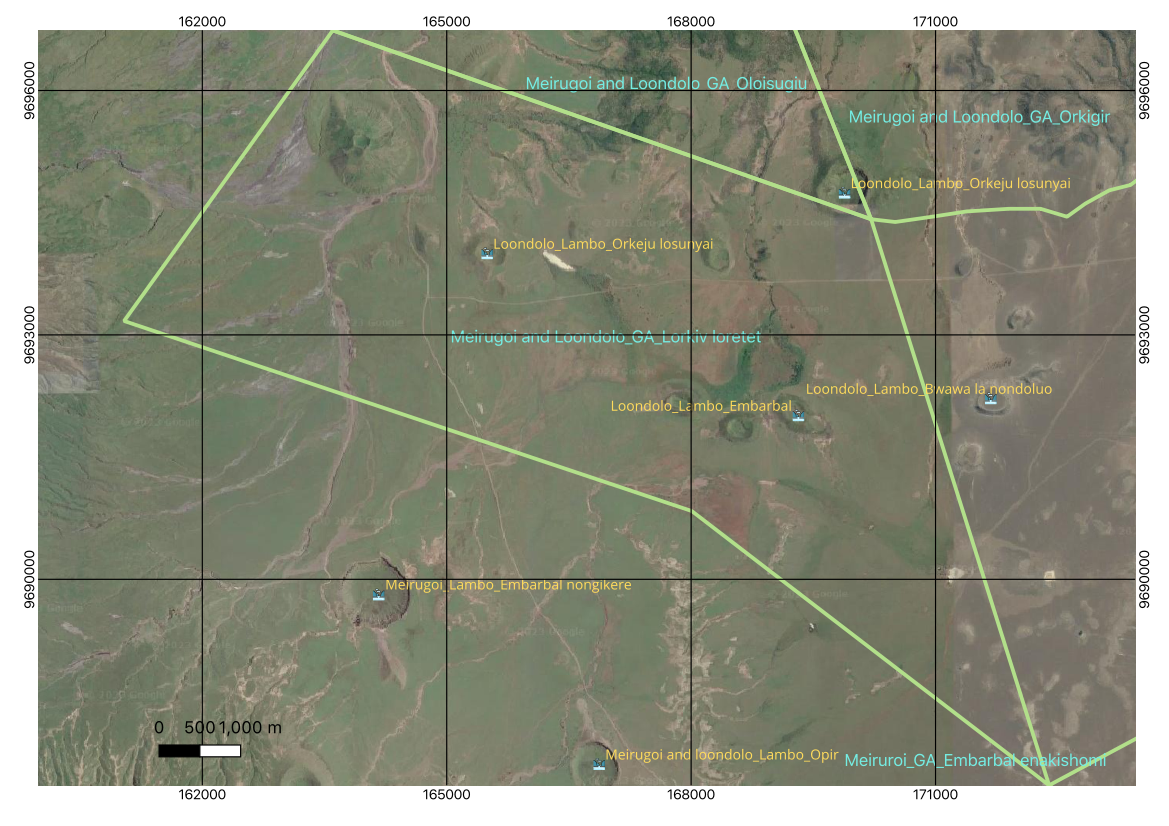 162000 165000 168000 171000
9696000 9696000
Meirugoi and Loondolo_GA_Oloisugiu
Meirugoi and Loondolo_GA_Orkigir
Loondolo_Lambo_Orkeju losunyai
Loondolo_Lambo_Orkeju losunyai
9693000 9693000
Meirugoi and Loondolo_GA_Lorkiv loretet
Loondolo_Lambo_Bwawa la nondoluo
Loondolo_Lambo_Embarbal
9690000 9690000
Meirugoi_Lambo_Embarbal nongikere
0 500 1,000 m
Meirugoi and loondolo_Lambo_Opir
Meiruroi_GA_Embarbal enakishomi
162000 165000 168000 171000